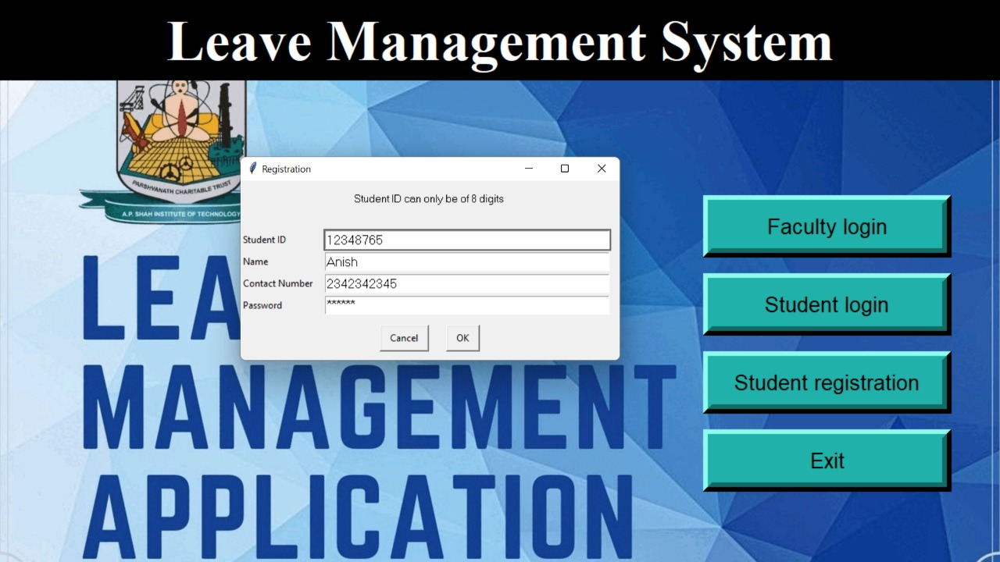 Leave Management System
PARSHVANATH CHARITABLE TRUST
A.P. SHAH INSTITUTE OF TECHNOLOGY
Registration
Student ID can only be of 8 digits
Student ID 12348765
Name Anish
Contact Number 2342342345
Password ******
Cancel OK
LEA
MANAGEMENT
APPLICATION
Faculty login
Student login
Student registration
Exit